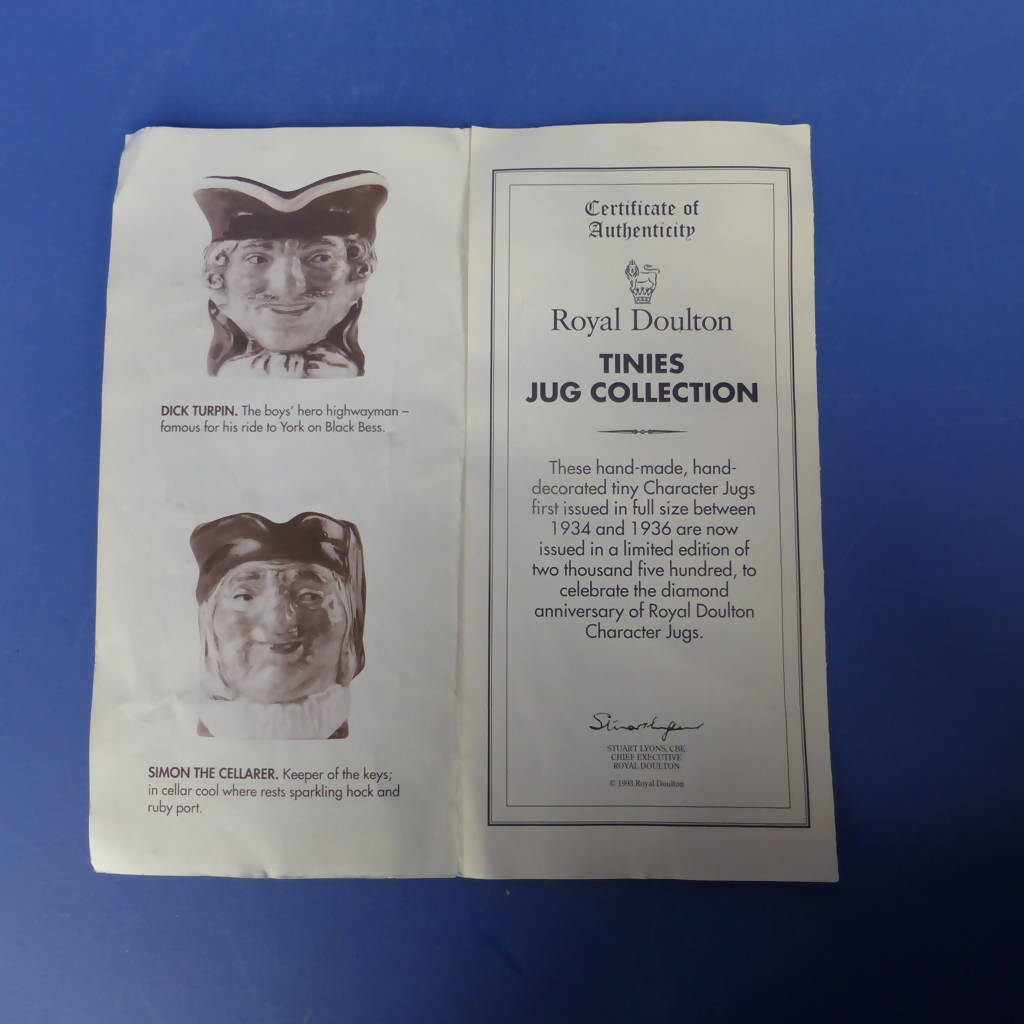 DICK TURPIN. The boys' hero highwayman –
famous for his ride to York on Black Bess.
SIMON THE CELLARER. Keeper of the keys;
in cellar cool where rests sparkling hock and
ruby port.
Certificate of
Authenticity
Royal Doulton
TINIES
JUG COLLECTION
These hand-made, hand-
decorated tiny Character Jugs
first issued in full size between
1934 and 1936 are now
issued in a limited edition of
two thousand five hundred, to
celebrate the diamond
anniversary of Royal Doulton
Character Jugs.
STUART LYONS, CBE
CHIEF EXECUTIVE
ROYAL DOULTON
© 1993 Royal Doulton